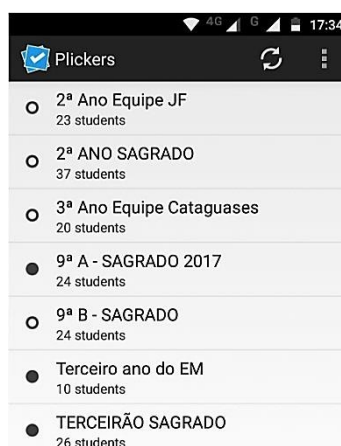 4G G 17:34
Plickers
2ª Ano Equipe JF
23 students
2ª ANO SAGRADO
37 students
3ª Ano Equipe Cataguases
20 students
9ª A - SAGRADO 2017
24 students
9ª B - SAGRADO
24 students
Terceiro ano do EM
10 students
TERCEIRÃO SAGRADO
26 students